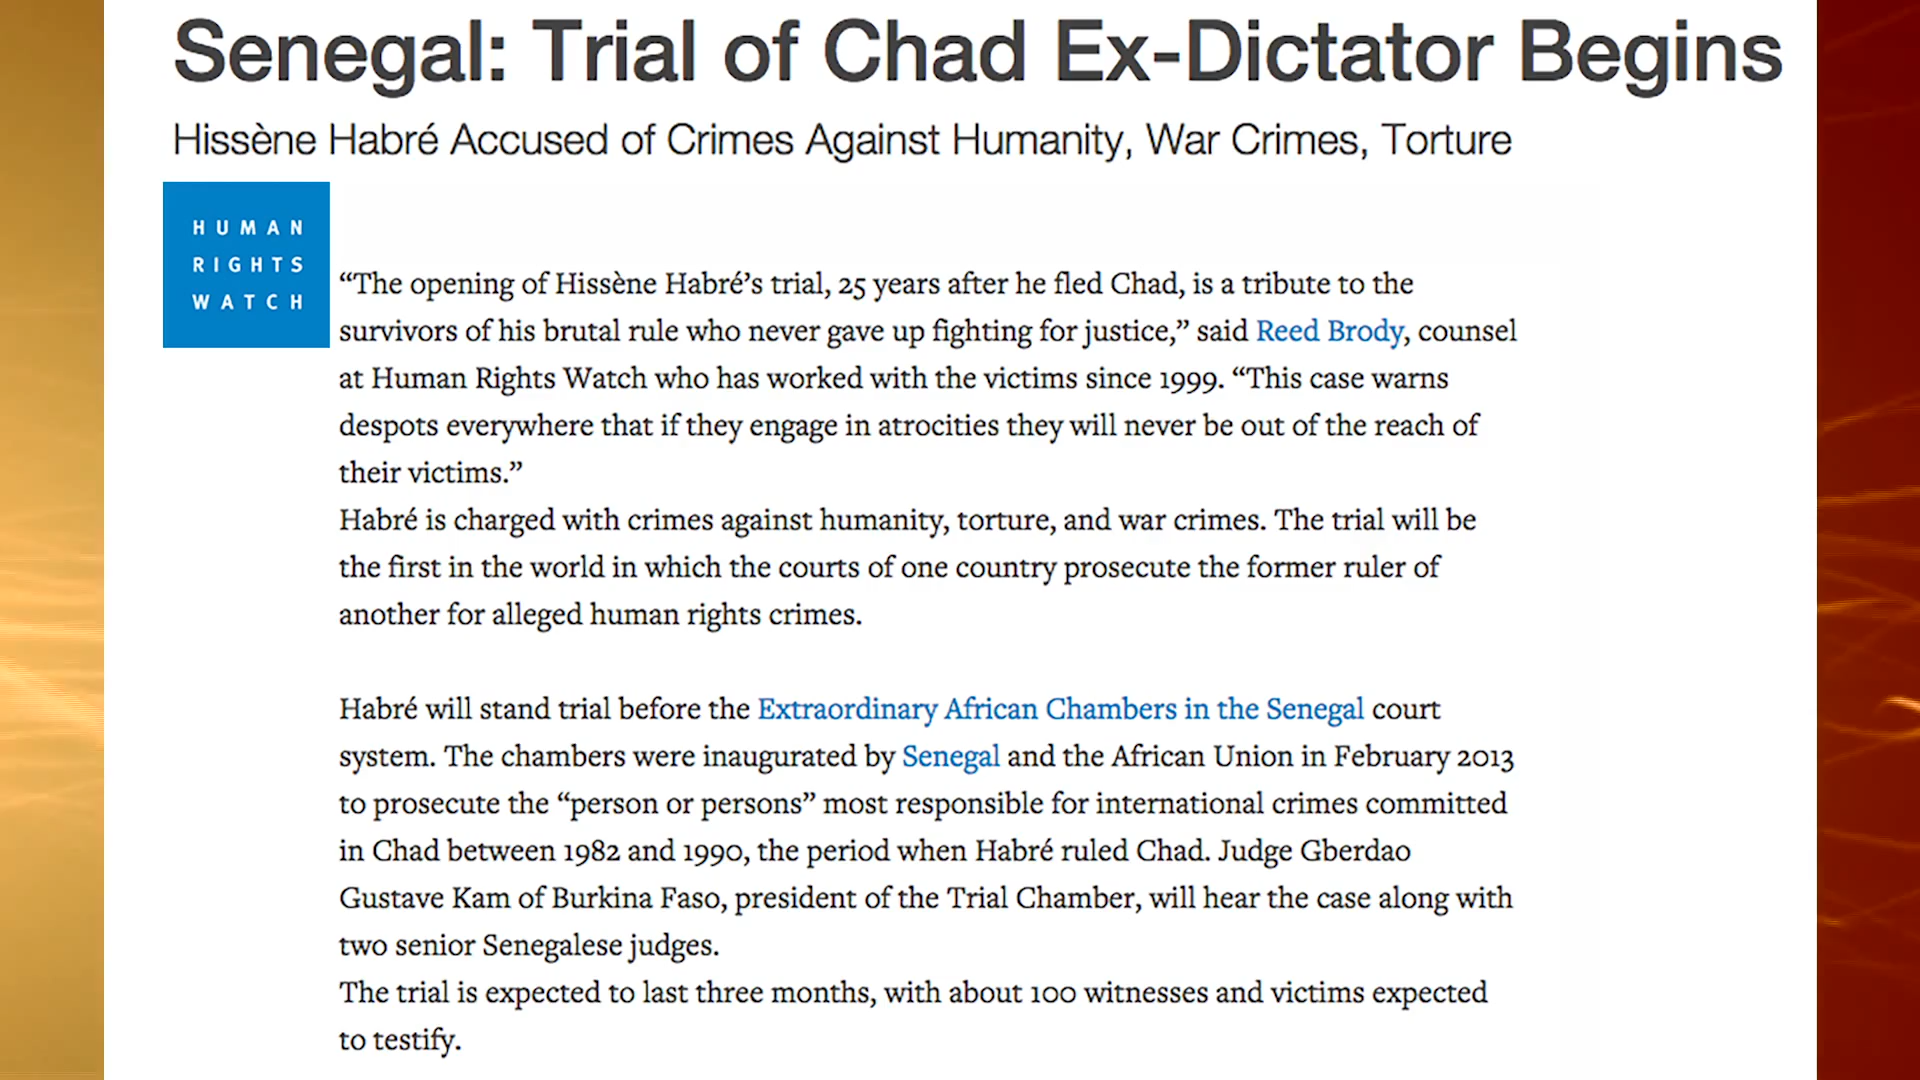 Senegal: Trial of Chad Ex-Dictator Begins
Hissène Habré Accused of Crimes Against Humanity, War Crimes, Torture
HUMAN
RIGHTS
WATCH
“The opening of Hissène Habré’s trial, 25 years after he fled Chad, is a tribute to the
survivors of his brutal rule who never gave up fighting for justice,” said Reed Brody, counsel
at Human Rights Watch who has worked with the victims since 1999. “This case warns
despots everywhere that if they engage in atrocities they will never be out of the reach of
their victims.”
Habré is charged with crimes against humanity, torture, and war crimes. The trial will be
the first in the world in which the courts of one country prosecute the former ruler of
another for alleged human rights crimes.
Habré will stand trial before the Extraordinary African Chambers in the Senegal court
system. The chambers were inaugurated by Senegal and the African Union in February 2013
to prosecute the “person or persons” most responsible for international crimes committed
in Chad between 1982 and 1990, the period when Habré ruled Chad. Judge Gberdao
Gustave Kam of Burkina Faso, president of the Trial Chamber, will hear the case along with
two senior Senegalese judges.
The trial is expected to last three months, with about 100 witnesses and victims expected
to testify.